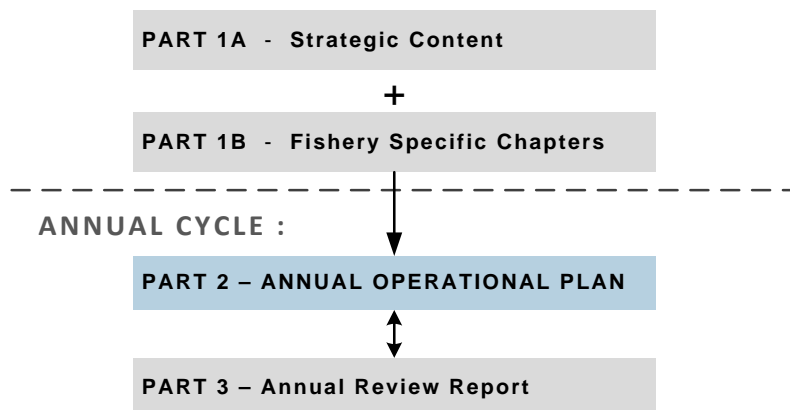 PART 1A - Strategic Content
+
PART 1B - Fishery Specific Chapters
ANNUAL CYCLE :
PART 2 – ANNUAL OPERATIONAL PLAN
PART 3 – Annual Review Report